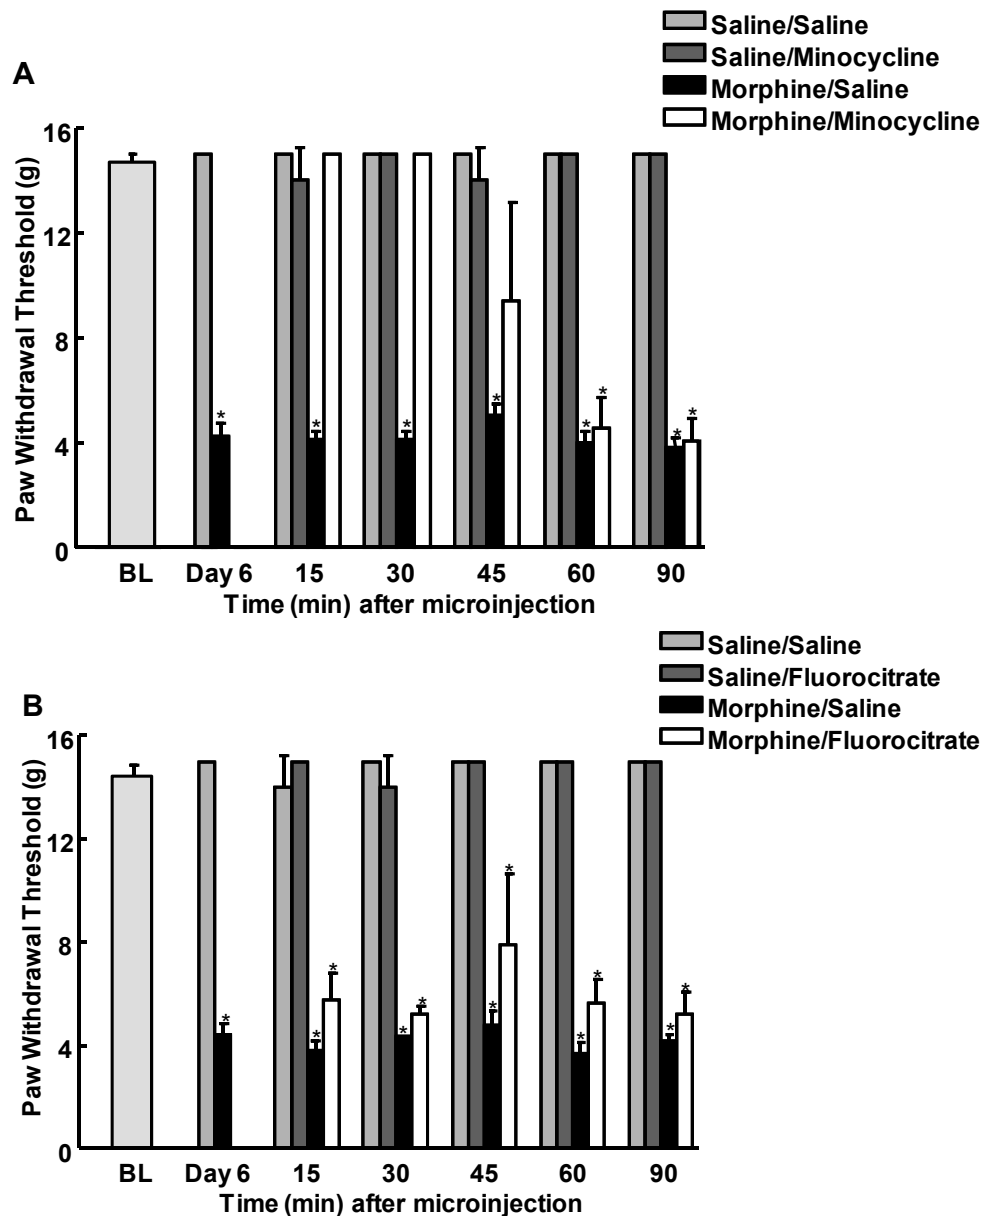 Saline/Saline
Saline/Minocycline
Morphine/Saline
Morphine/Minocycline
A
Paw Withdrawal Threshold (g)
16
12
8
4
0
* * * * * * * *
BL Day 6 15 30 45 60 90
Time (min) after microinjection
Saline/Saline
Saline/Fluorocitrate
Morphine/Saline
Morphine/Fluorocitrate
B
Paw Withdrawal Threshold (g)
16
12
8
4
0
* * * * * * * * * * *
BL Day 6 15 30 45 60 90
Time (min) after microinjection